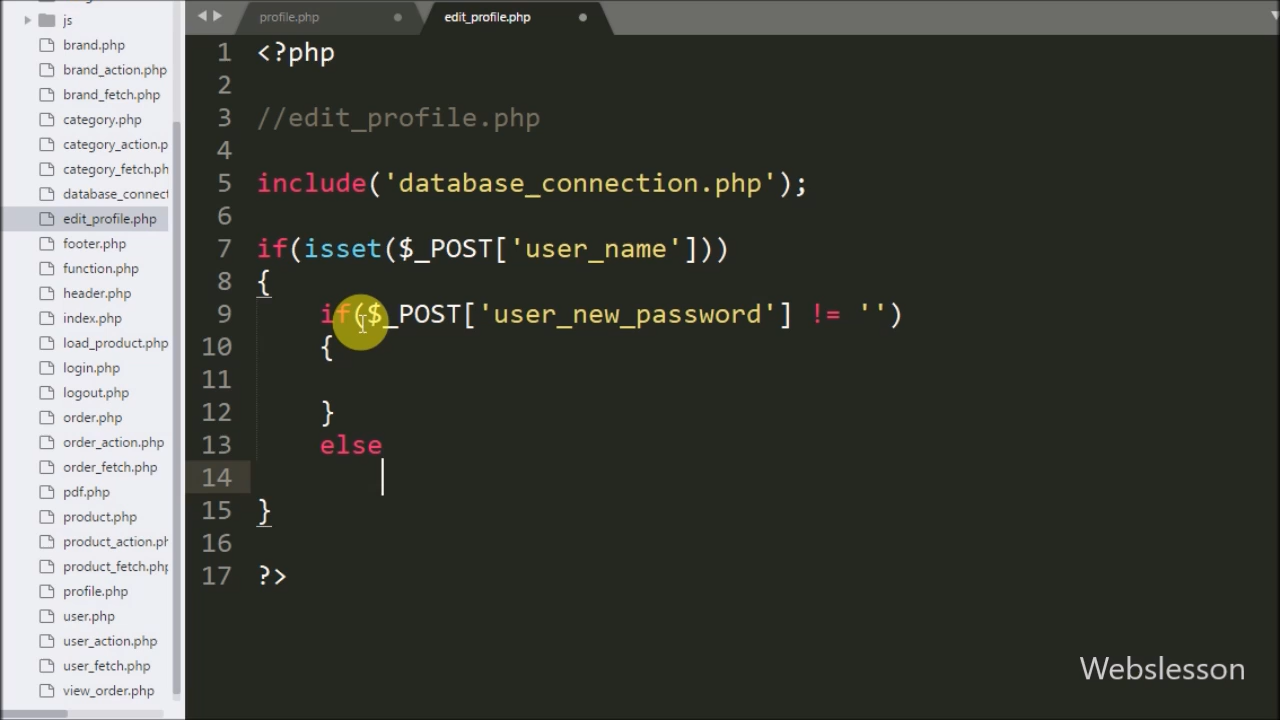 js
brand.php
brand_action.php
brand_fetch.php
category.php
category_action.p
category_fetch.ph
database_connect
edit_profile.php
footer.php
function.php
header.php
index.php
load_product.php
login.php
logout.php
order.php
order_action.php
order_fetch.php
pdf.php
product.php
product_action.ph
product_fetch.php
profile.php
user.php
user_action.php
user_fetch.php
view_order.php
profile.php
edit_profile.php
1 <?php
2
3 //edit_profile.php
4
5 include('database_connection.php');
6
7 if(isset($_POST['user_name']))
8 {
9 if($_POST['user_new_password'] != '')
10 {
11
12 }
13 else
14
15 }
16
17 ?>
Webslesson